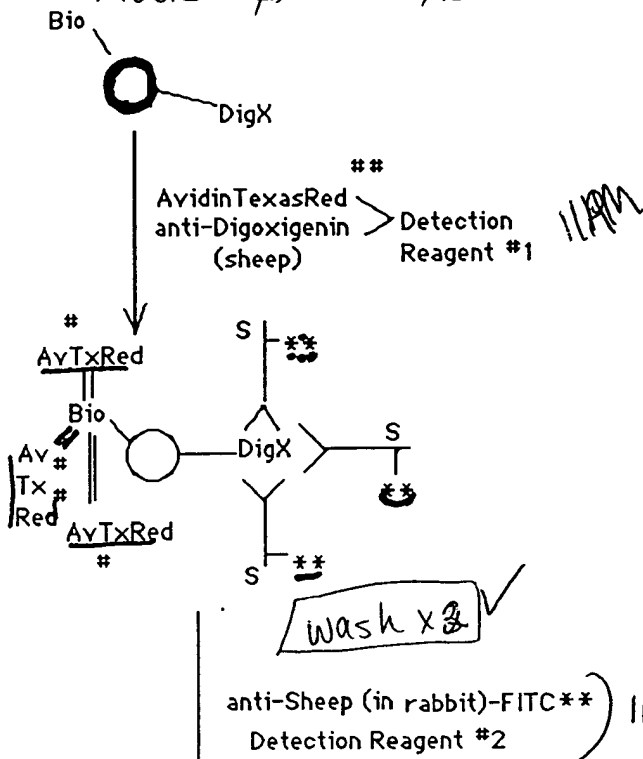 Bio
DigX
##
AvidinTexasRed
anti-Digoxigenin
(sheep)
Detection
Reagent #1
11AM
#
AvTxRed
Bio
Av #
Tx #
Red
AvTxRed
#
DigX
S **
S
**
S **
wash x
anti-Sheep (in rabbit)-FITC**
Detection Reagent #2